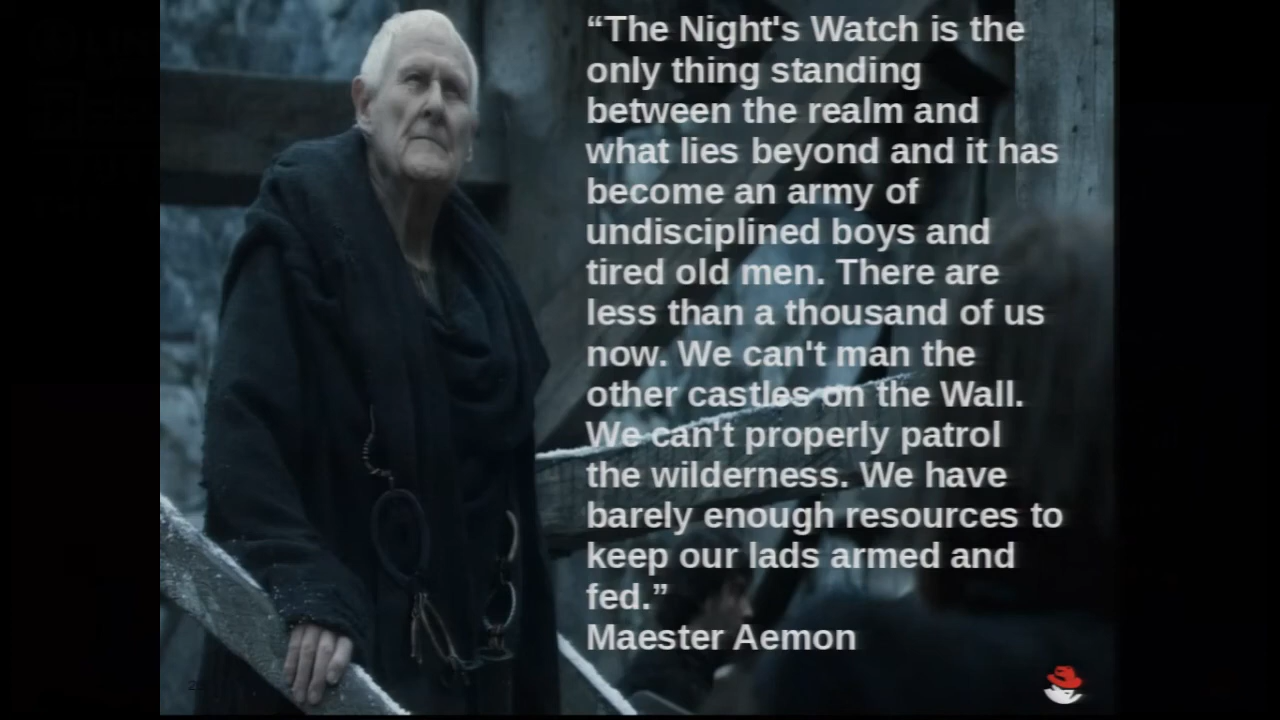 “The Night's Watch is the
only thing standing
between the realm and
what lies beyond and it has
become an army of
undisciplined boys and
tired old men. There are
less than a thousand of us
now. We can't man the
other castles on the Wall.
We can't properly patrol
the wilderness. We have
barely enough resources to
keep our lads armed and
fed.”
Maester Aemon